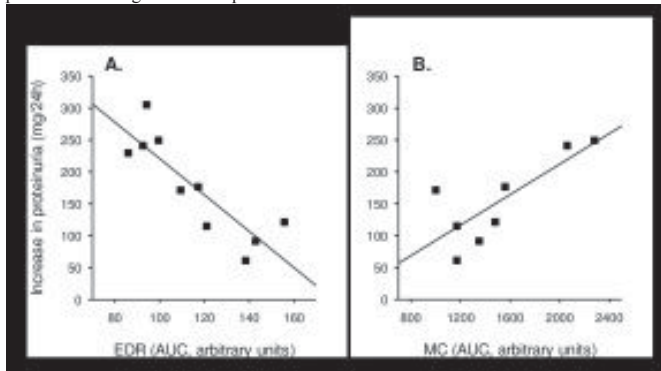 A.
Increase in proteinuria (mg/24h)
350
300
250
200
150
100
50
0
80 100 120 140 160
EDR (AUC, arbitrary units)
B.
350
300
250
200
150
100
50
0
800 1200 1600 2000 2400
MC (AUC, arbitrary units)